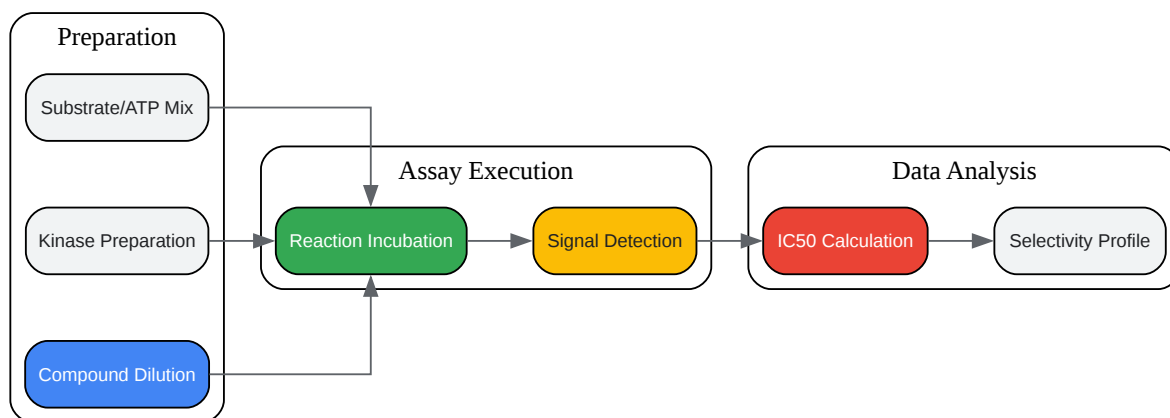 Preparation
Substrate/ATP Mix
Kinase Preparation
Compound Dilution
Assay Execution
Reaction Incubation
Signal Detection
Data Analysis
IC50 Calculation
Selectivity Profile